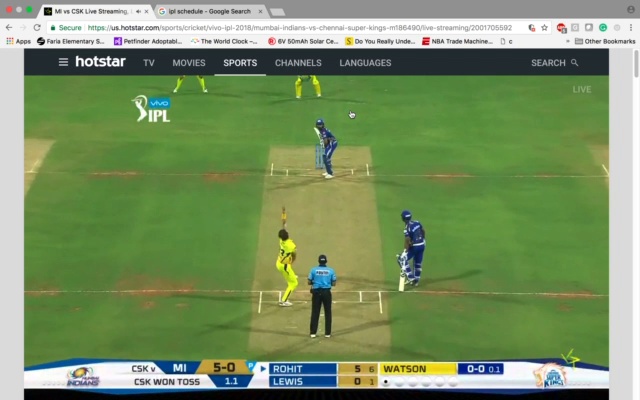 MI vs CSK Live Streaming,
ipl schedule - Google Search
Secure https://us.hotstar.com/sports/cricket/vivo-ipl-2018/mumbai-indians-vs-chennai-super-kings-m186490/live-streaming/2001705592
Apps Faria Elementary S... Petfinder Adoptabl... The World Clock –... 6V 50mAh Solar Ce... Do You Really Unde... NBA Trade Machine... c » Other Bookmarks
hotstar TV MOVIES SPORTS CHANNELS LANGUAGES SEARCH
LIVE
vivo
IPL
CSK v MI 5-0 P ROHIT 5 6 WATSON 0-0 0.1
CSK WON TOSS 1.1 LEWIS 0 1
MUMBAI
INDIANS
SUPER
KINGS